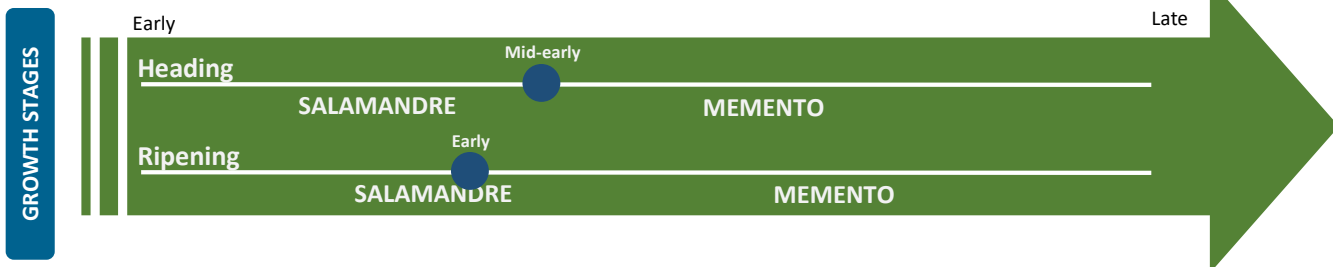 GROWTH STAGES
Early
Late
Mid-early
Heading
SALAMANDRE
MEMENTO
Early
Ripening
SALAMANDRE
MEMENTO